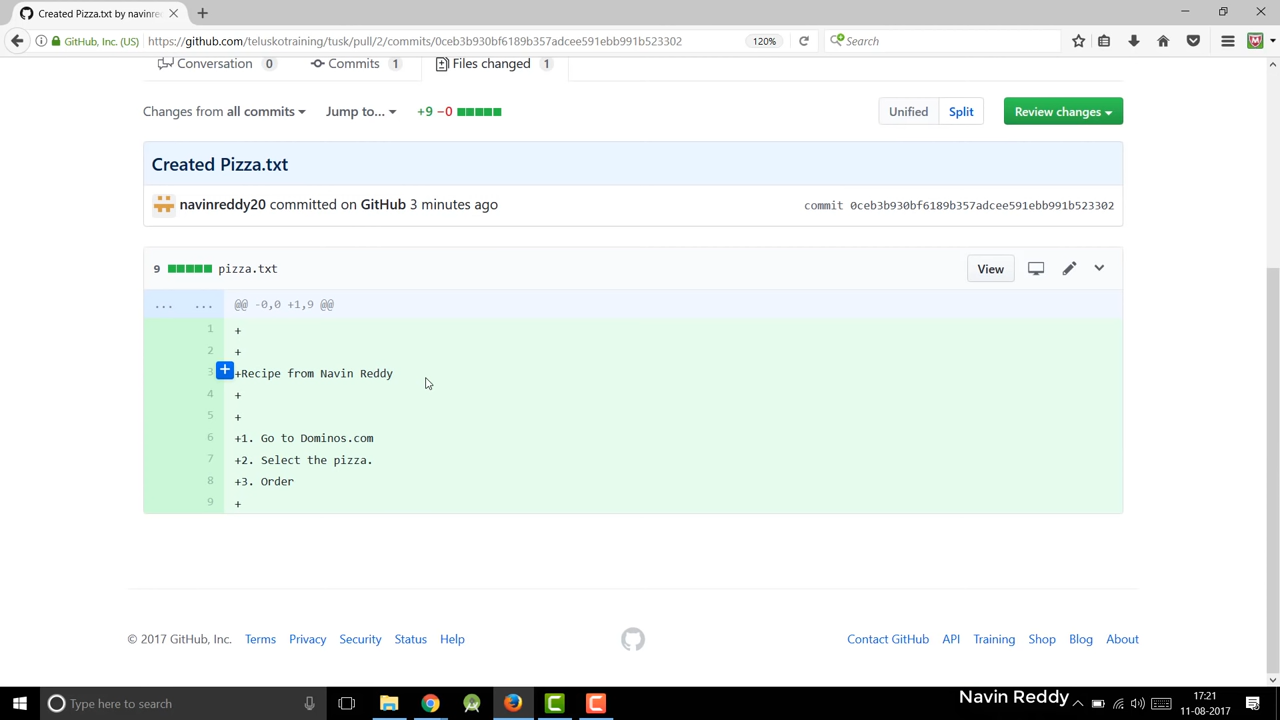 Created Pizza.txt by navinre
GitHub, Inc. (US) https://github.com/teluskotraining/tusk/pull/2/commits/0ceb3b930bf6189b357adcee591ebb991b523302 120% Search
Conversation 0 Commits 1 Files changed 1
Changes from all commits Jump to... +9 −0 Unified Split Review changes
Created Pizza.txt
navinreddy20 committed on GitHub 3 minutes ago commit 0ceb3b930bf6189b357adcee591ebb991b523302
9 pizza.txt View
... ... @@ -0,0 +1,9 @@
1 +
2 +
3 +Recipe from Navin Reddy
4 +
5 +
6 +1. Go to Dominos.com
7 +2. Select the pizza.
8 +3. Order
9 +
© 2017 GitHub, Inc. Terms Privacy Security Status Help Contact GitHub API Training Shop Blog About
Type here to search Navin Reddy 17:21
11-08-2017